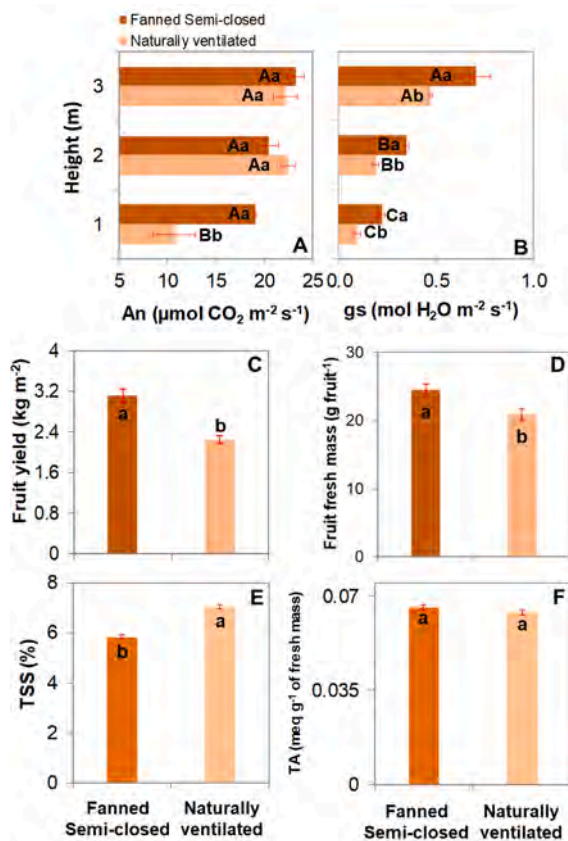 Fanned Semi-closed
Naturally ventilated
Height (m)
3
2
1
Aa
Aa
Aa
Aa
Aa
Bb
A
5 10 15 20 25
An (µmol CO₂ m⁻² s⁻¹)
Aa
Ab
Ba
Bb
Ca
Cb
B
0.0 0.5 1.0
gs (mol H₂O m⁻² s⁻¹)
Fruit yield (kg m⁻²)
4
3.2
2.4
1.6
0.8
0
a
b
C
Fruit fresh mass (g fruit⁻¹)
30
20
10
0
a
b
D
TSS (%)
8
6
4
2
0
b
a
E
Fanned
Semi-closed
Naturally
ventilated
TA (meq g⁻¹ of fresh mass)
0.07
0.035
0
a
a
F
Fanned
Semi-closed
Naturally
ventilated